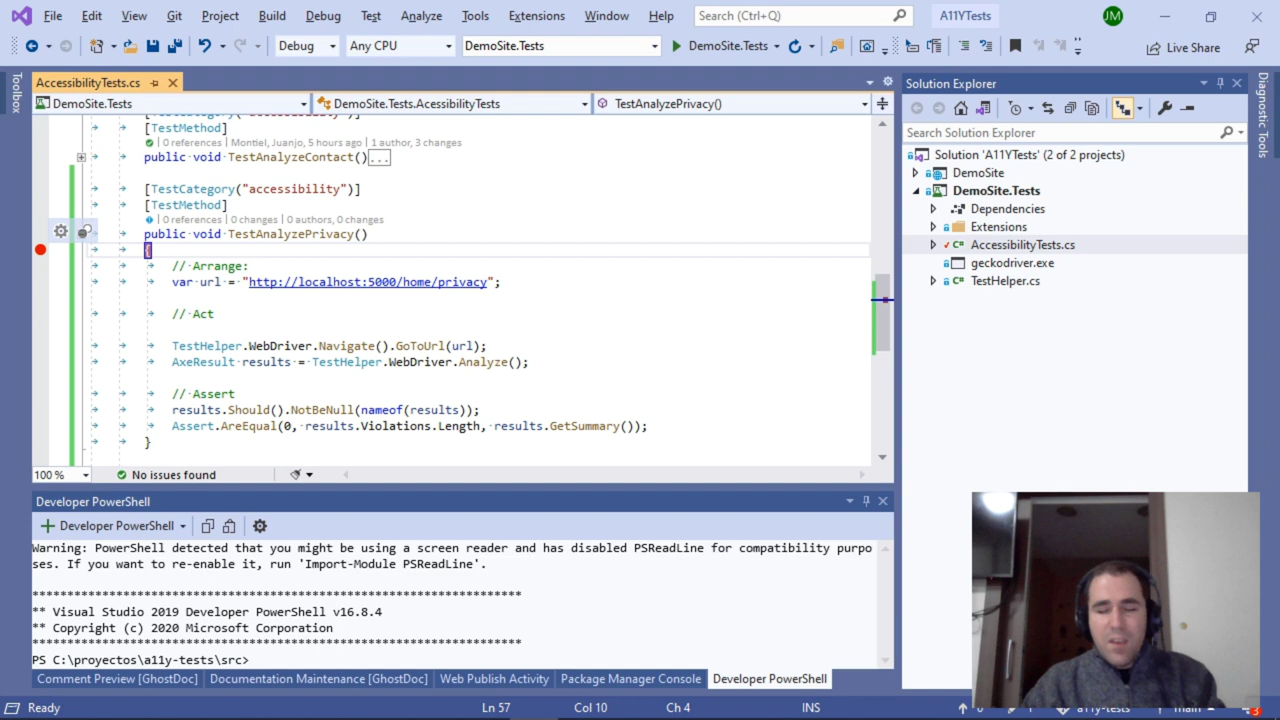 File Edit View Git Project Build Debug Test Analyze Tools Extensions Window Help Search (Ctrl+Q) A11YTests JM
Debug Any CPU DemoSite.Tests DemoSite.Tests Live Share
Toolbox
AccessibilityTests.cs
DemoSite.Tests DemoSite.Tests.AcessibilityTests TestAnalyzePrivacy()
[TestCategory("accessibility")]
[TestMethod]
0 references | Montiel, Juanjo, 5 hours ago | 1 author, 3 changes
public void TestAnalyzeContact()...
[TestCategory("accessibility")]
[TestMethod]
0 references | 0 changes | 0 authors, 0 changes
public void TestAnalyzePrivacy()
{
// Arrange:
var url = "http://localhost:5000/home/privacy";
// Act
TestHelper.WebDriver.Navigate().GoToUrl(url);
AxeResult results = TestHelper.WebDriver.Analyze();
// Assert
results.Should().NotBeNull(nameof(results));
Assert.AreEqual(0, results.Violations.Length, results.GetSummary());
}
100 % No issues found
Solution Explorer
Search Solution Explorer
Solution 'A11YTests' (2 of 2 projects)
DemoSite
DemoSite.Tests
Dependencies
Extensions
AccessibilityTests.cs
geckodriver.exe
TestHelper.cs
Diagnostic Tools
Developer PowerShell
Developer PowerShell
Warning: PowerShell detected that you might be using a screen reader and has disabled PSReadLine for compatibility purpo
ses. If you want to re-enable it, run 'Import-Module PSReadLine'.
**********************************************************************
** Visual Studio 2019 Developer PowerShell v16.8.4
** Copyright (c) 2020 Microsoft Corporation
**********************************************************************
PS C:\proyectos\a11y-tests\src>
Comment Preview [GhostDoc] Documentation Maintenance [GhostDoc] Web Publish Activity Package Manager Console Developer PowerShell
Ready Ln 57 Col 10 Ch 4 INS a11y-tests main 3